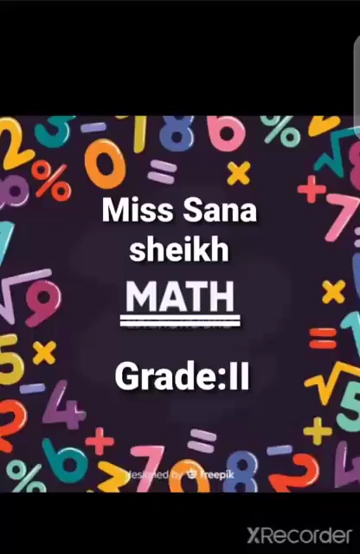 Miss Sana
sheikh
MATH
Grade:II
designed by freepik
XRecorder